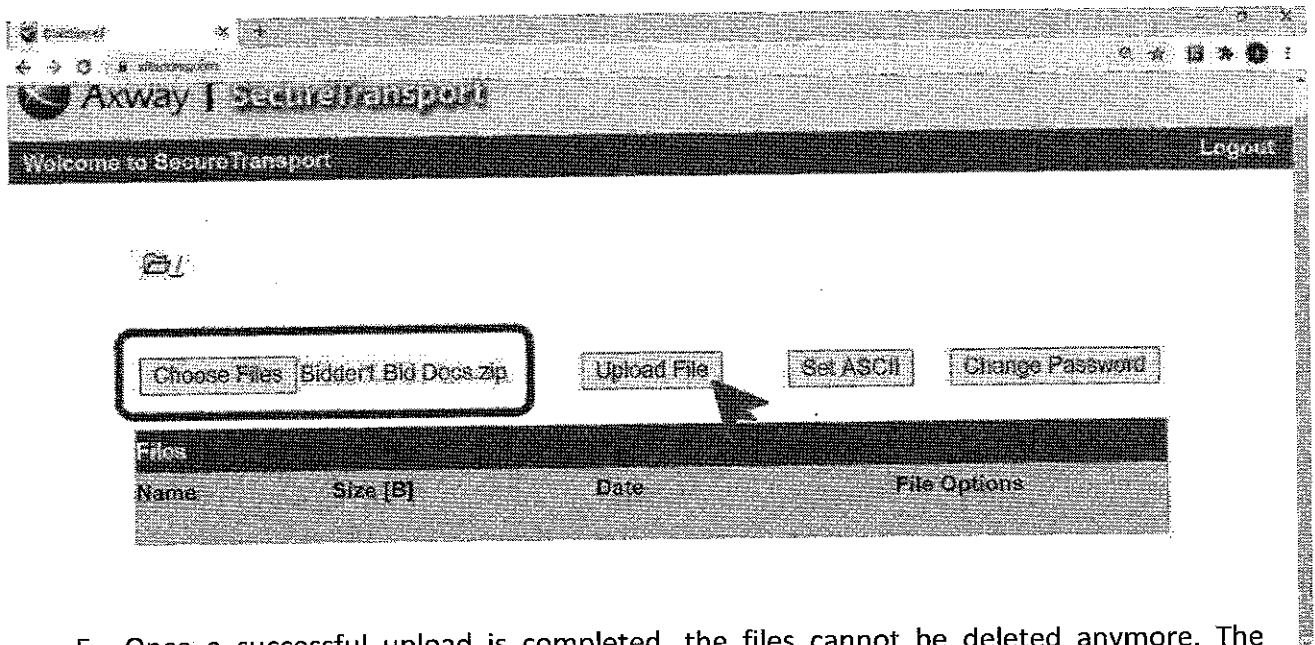 Axway | SecureTransport
Welcome to SecureTransport
Logout
/
Choose Files Bidder1 Bid Docs.zip Upload File Set ASCII Change Password
Files
Name Size [B] Date File Options
5. Once a successful upload is completed, the files cannot be deleted anymore. The